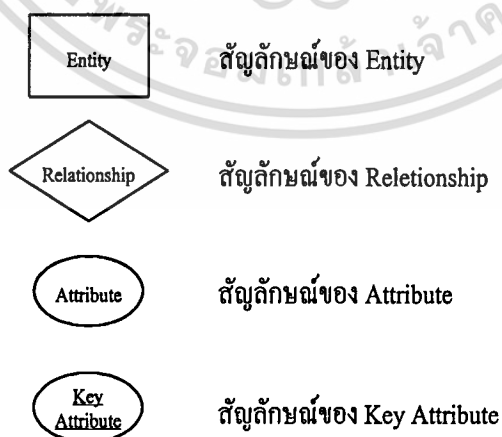 Entity สัญลักษณ์ของ Entity
Relationship สัญลักษณ์ของ Reletionship
Attribute สัญลักษณ์ของ Attribute
Key
Attribute สัญลักษณ์ของ Key Attribute